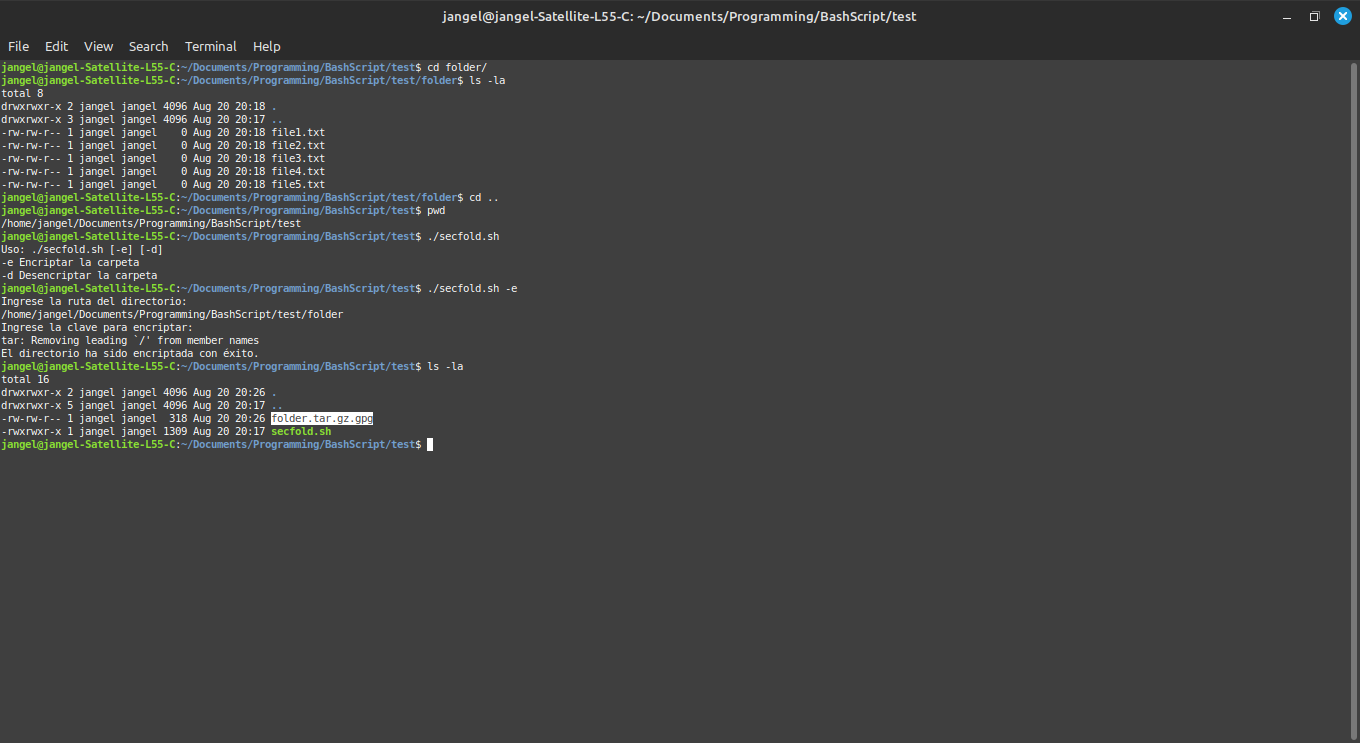 jangel@jangel-Satellite-L55-C: ~/Documents/Programming/BashScript/test
File Edit View Search Terminal Help
jangel@jangel-Satellite-L55-C:~/Documents/Programming/BashScript/test$ cd folder/
jangel@jangel-Satellite-L55-C:~/Documents/Programming/BashScript/test/folder$ ls -la
total 8
drwxrwxr-x 2 jangel jangel 4096 Aug 20 20:18 .
drwxrwxr-x 3 jangel jangel 4096 Aug 20 20:17 ..
-rw-rw-r-- 1 jangel jangel    0 Aug 20 20:18 file1.txt
-rw-rw-r-- 1 jangel jangel    0 Aug 20 20:18 file2.txt
-rw-rw-r-- 1 jangel jangel    0 Aug 20 20:18 file3.txt
-rw-rw-r-- 1 jangel jangel    0 Aug 20 20:18 file4.txt
-rw-rw-r-- 1 jangel jangel    0 Aug 20 20:18 file5.txt
jangel@jangel-Satellite-L55-C:~/Documents/Programming/BashScript/test/folder$ cd ..
jangel@jangel-Satellite-L55-C:~/Documents/Programming/BashScript/test$ pwd
/home/jangel/Documents/Programming/BashScript/test
jangel@jangel-Satellite-L55-C:~/Documents/Programming/BashScript/test$ ./secfold.sh
Uso: ./secfold.sh [-e] [-d]
-e Encriptar la carpeta
-d Desencriptar la carpeta
jangel@jangel-Satellite-L55-C:~/Documents/Programming/BashScript/test$ ./secfold.sh -e
Ingrese la ruta del directorio:
/home/jangel/Documents/Programming/BashScript/test/folder
Ingrese la clave para encriptar:
tar: Removing leading `/' from member names
El directorio ha sido encriptada con éxito.
jangel@jangel-Satellite-L55-C:~/Documents/Programming/BashScript/test$ ls -la
total 16
drwxrwxr-x 2 jangel jangel 4096 Aug 20 20:26 .
drwxrwxr-x 5 jangel jangel 4096 Aug 20 20:17 ..
-rw-rw-r-- 1 jangel jangel  318 Aug 20 20:26 folder.tar.gz.gpg
-rwxrwxr-x 1 jangel jangel 1309 Aug 20 20:17 secfold.sh
jangel@jangel-Satellite-L55-C:~/Documents/Programming/BashScript/test$